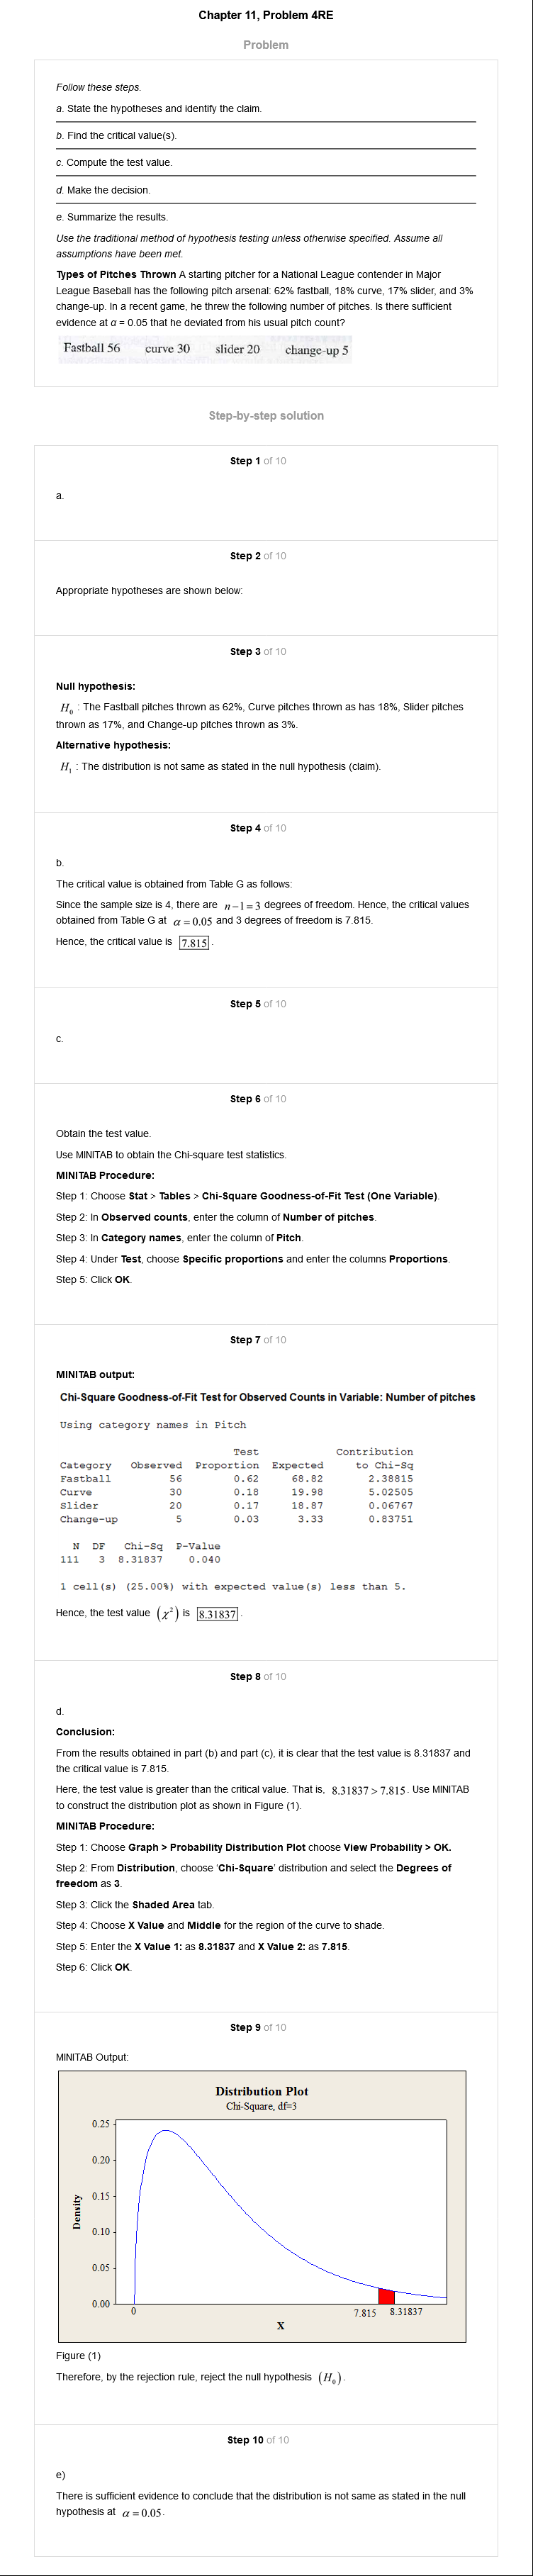 Chapter 11, Problem 4RE
Problem
Follow these steps.
a. State the hypotheses and identify the claim.
b. Find the critical value(s).
c. Compute the test value.
d. Make the decision.
e. Summarize the results.
Use the traditional method of hypothesis testing unless otherwise specified. Assume all
assumptions have been met.
Types of Pitches Thrown A starting pitcher for a National League contender in Major
League Baseball has the following pitch arsenal: 62% fastball, 18% curve, 17% slider, and 3%
change-up. In a recent game, he threw the following number of pitches. Is there sufficient
evidence at α = 0.05 that he deviated from his usual pitch count?
Fastball 56 curve 30 slider 20 change-up 5
Step-by-step solution
Step 1 of 10
a.
Step 2 of 10
Appropriate hypotheses are shown below:
Step 3 of 10
Null hypothesis:
H₀ : The Fastball pitches thrown as 62%, Curve pitches thrown as has 18%, Slider pitches
thrown as 17%, and Change-up pitches thrown as 3%.
Alternative hypothesis:
H₁ : The distribution is not same as stated in the null hypothesis (claim).
Step 4 of 10
b.
The critical value is obtained from Table G as follows:
Since the sample size is 4, there are n−1=3 degrees of freedom. Hence, the critical values
obtained from Table G at α = 0.05 and 3 degrees of freedom is 7.815.
Hence, the critical value is 7.815.
Step 5 of 10
c.
Step 6 of 10
Obtain the test value.
Use MINITAB to obtain the Chi-square test statistics.
MINITAB Procedure:
Step 1: Choose Stat > Tables > Chi-Square Goodness-of-Fit Test (One Variable).
Step 2: In Observed counts, enter the column of Number of pitches.
Step 3: In Category names, enter the column of Pitch.
Step 4: Under Test, choose Specific proportions and enter the columns Proportions.
Step 5: Click OK.
Step 7 of 10
MINITAB output:
Chi-Square Goodness-of-Fit Test for Observed Counts in Variable: Number of pitches
Using category names in Pitch
Test Contribution
Category Observed Proportion Expected to Chi-Sq
Fastball 56 0.62 68.82 2.38815
Curve 30 0.18 19.98 5.02505
Slider 20 0.17 18.87 0.06767
Change-up 5 0.03 3.33 0.83751
N DF Chi-Sq P-Value
111 3 8.31837 0.040
1 cell(s) (25.00%) with expected value(s) less than 5.
Hence, the test value (χ²) is 8.31837.
Step 8 of 10
d.
Conclusion:
From the results obtained in part (b) and part (c), it is clear that the test value is 8.31837 and
the critical value is 7.815.
Here, the test value is greater than the critical value. That is, 8.31837 > 7.815. Use MINITAB
to construct the distribution plot as shown in Figure (1).
MINITAB Procedure:
Step 1: Choose Graph > Probability Distribution Plot choose View Probability > OK.
Step 2: From Distribution, choose ‘Chi-Square’ distribution and select the Degrees of
freedom as 3.
Step 3: Click the Shaded Area tab.
Step 4: Choose X Value and Middle for the region of the curve to shade.
Step 5: Enter the X Value 1: as 8.31837 and X Value 2: as 7.815.
Step 6: Click OK.
Step 9 of 10
MINITAB Output:
Distribution Plot
Chi-Square, df=3
0.25
0.20
0.15
0.10
0.05
0.00
Density
0 7.815 8.31837
X
Figure (1)
Therefore, by the rejection rule, reject the null hypothesis (H₀).
Step 10 of 10
e)
There is sufficient evidence to conclude that the distribution is not same as stated in the null
hypothesis at α = 0.05.